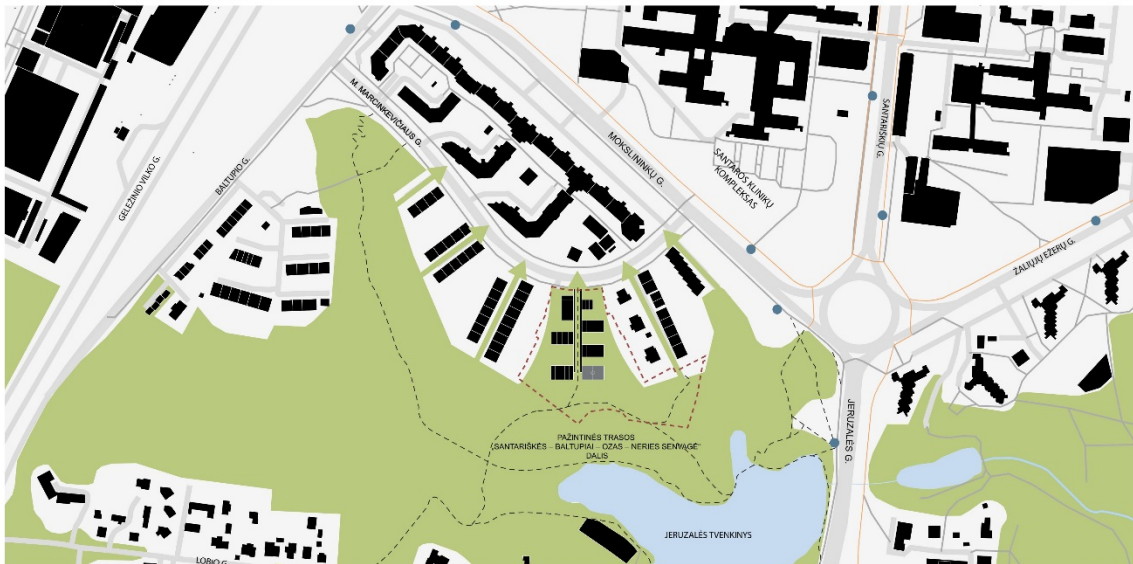 M. MARCINKEVIČIAUS G.
MOKSLININKŲ G.
SANTARIŠKIŲ G.
SANTAROS KLINIKŲ
KOMPLEKSAS
GELEŽINIO VILKO G.
BALTUPIO G.
ŽALIŲJŲ EŽERŲ G.
JERUZALĖS G.
PAŽINTINĖS TRASOS
"SANTARIŠKĖS – BALTUPIAI – OZAS – NERIES SENVAGĖ"
DALIS
JERUZALĖS TVENKINYS
LOBIO G.